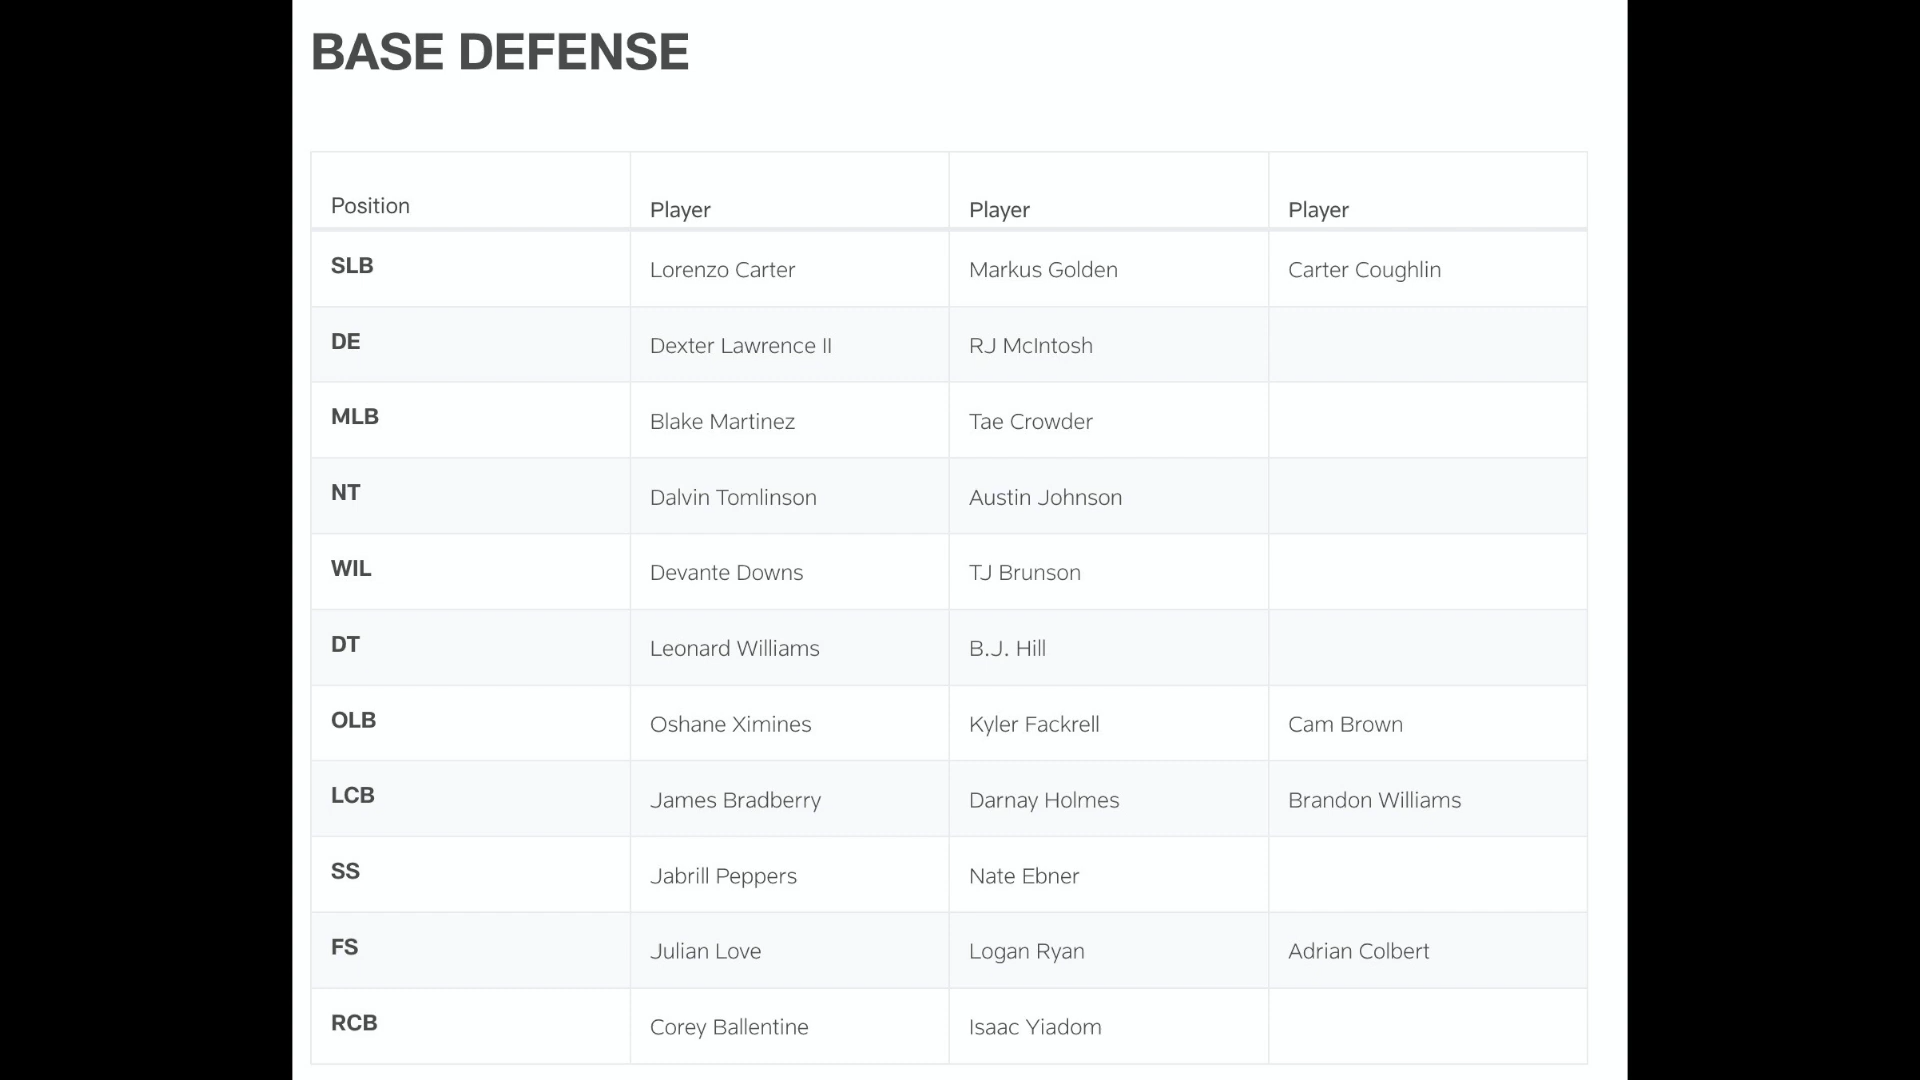 BASE DEFENSE
Position Player Player Player
SLB Lorenzo Carter Markus Golden Carter Coughlin
DE Dexter Lawrence II RJ McIntosh
MLB Blake Martinez Tae Crowder
NT Dalvin Tomlinson Austin Johnson
WIL Devante Downs TJ Brunson
DT Leonard Williams B.J. Hill
OLB Oshane Ximines Kyler Fackrell Cam Brown
LCB James Bradberry Darnay Holmes Brandon Williams
SS Jabrill Peppers Nate Ebner
FS Julian Love Logan Ryan Adrian Colbert
RCB Corey Ballentine Isaac Yiadom